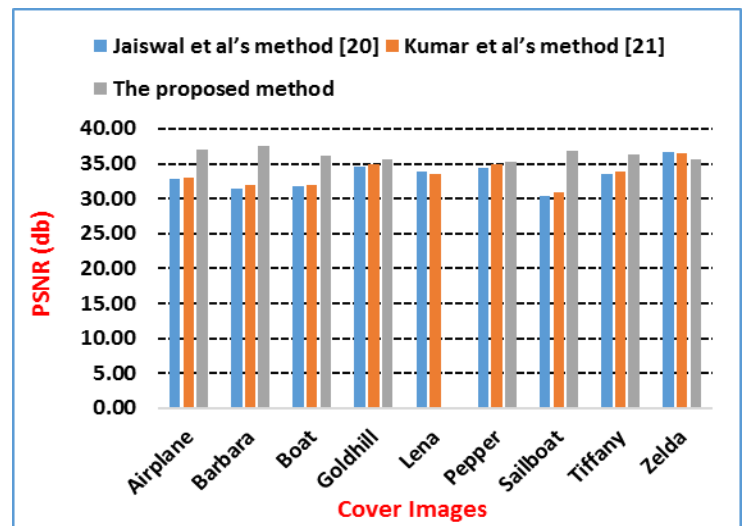 Jaiswal et al's method [20] Kumar et al's method [21]
The proposed method
40.00
35.00
30.00
25.00
20.00
15.00
10.00
5.00
0.00
PSNR (db)
Airplane
Barbara
Boat
Goldhill
Lena
Pepper
Sailboat
Tiffany
Zelda
Cover Images